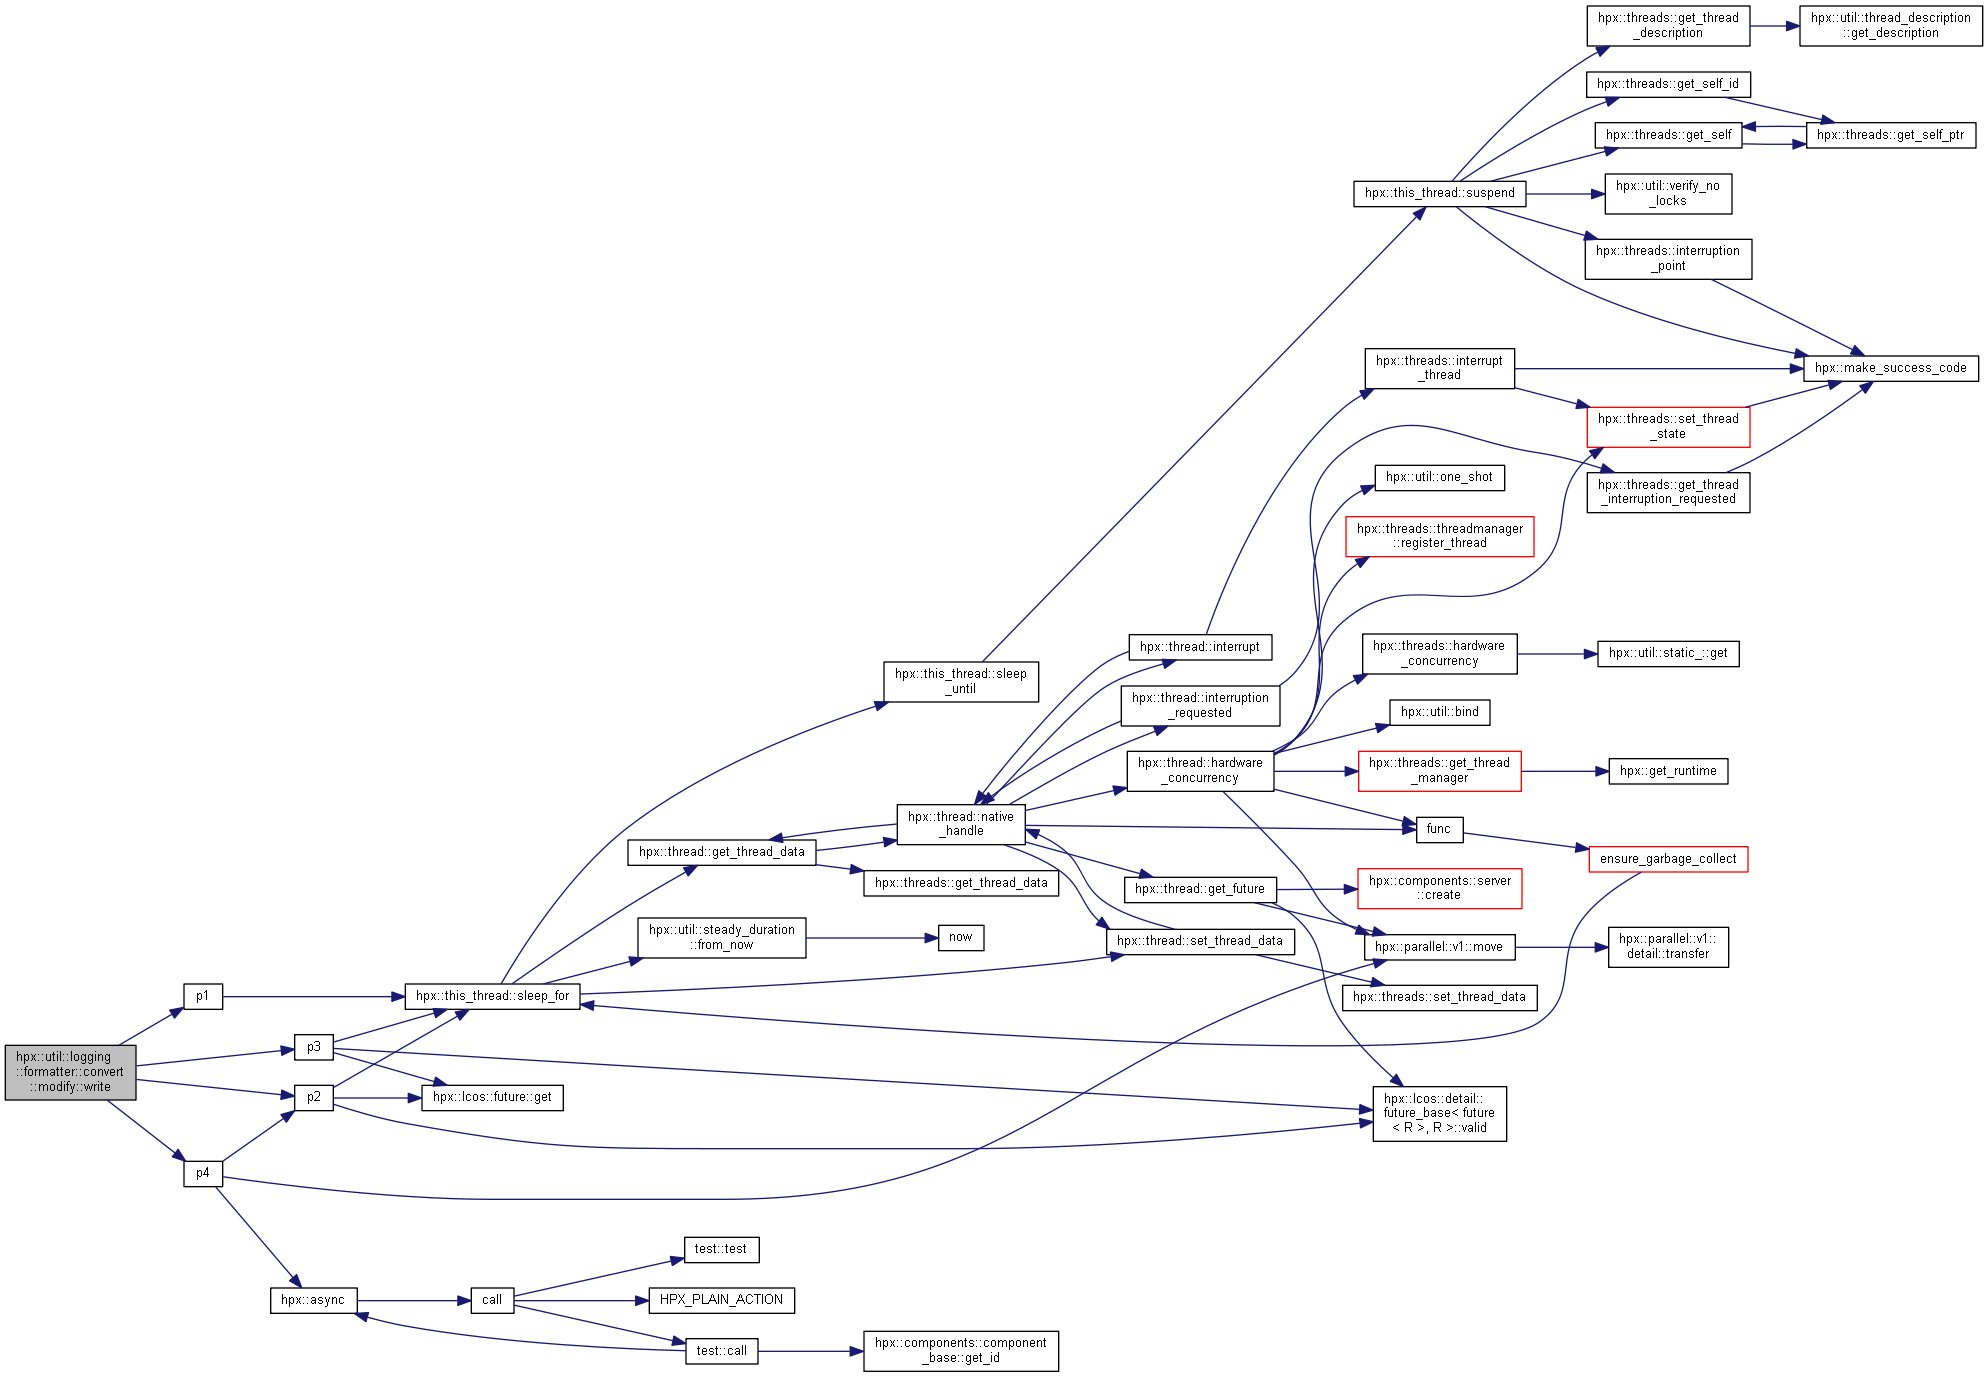 hpx::threads::get_thread
_description
hpx::util::thread_description
::get_description
hpx::threads::get_self_id
hpx::threads::get_self
hpx::threads::get_self_ptr
hpx::this_thread::suspend
hpx::util::verify_no
_locks
hpx::threads::interruption
_point
hpx::threads::interrupt
_thread
hpx::make_success_code
hpx::threads::set_thread
_state
hpx::util::one_shot
hpx::threads::get_thread
_interruption_requested
hpx::threads::threadmanager
::register_thread
hpx::thread::interrupt
hpx::threads::hardware
_concurrency
hpx::util::static_::get
hpx::this_thread::sleep
_until
hpx::thread::interruption
_requested
hpx::util::bind
hpx::thread::hardware
_concurrency
hpx::threads::get_thread
_manager
hpx::get_runtime
hpx::thread::native
_handle
func
hpx::thread::get_thread_data
ensure_garbage_collect
hpx::threads::get_thread_data
hpx::thread::get_future
hpx::components::server
::create
hpx::util::steady_duration
::from_now
now
hpx::thread::set_thread_data
hpx::parallel::v1::move
hpx::parallel::v1::
detail::transfer
p1
hpx::this_thread::sleep_for
hpx::threads::set_thread_data
p3
hpx::util::logging
::formatter::convert
::modify::write
p2
hpx::lcos::future::get
hpx::lcos::detail::
future_base< future
< R >, R >::valid
p4
test::test
hpx::async
call
HPX_PLAIN_ACTION
test::call
hpx::components::component
_base::get_id